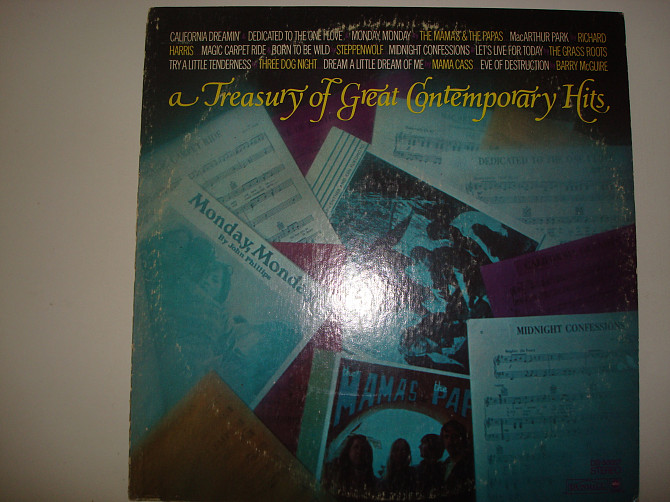 CALIFORNIA DREAMIN' DEDICATED TO THE ONE I LOVE MONDAY, MONDAY THE MAMAS & THE PAPAS MacARTHUR PARK RICHARD
HARRIS MAGIC CARPET RIDE BORN TO BE WILD STEPPENWOLF MIDNIGHT CONFESSIONS LET'S LIVE FOR TODAY THE GRASS ROOTS
TRY A LITTLE TENDERNESS THREE DOG NIGHT DREAM A LITTLE DREAM OF ME MAMA CASS EVE OF DESTRUCTION BARRY McGUIRE
a Treasury of Great Contemporary Hits
DEDICATED TO THE ONE
Monday, Monda
By John Phillips
MIDNIGHT CONFESSIONS
the
MAMAS PAP